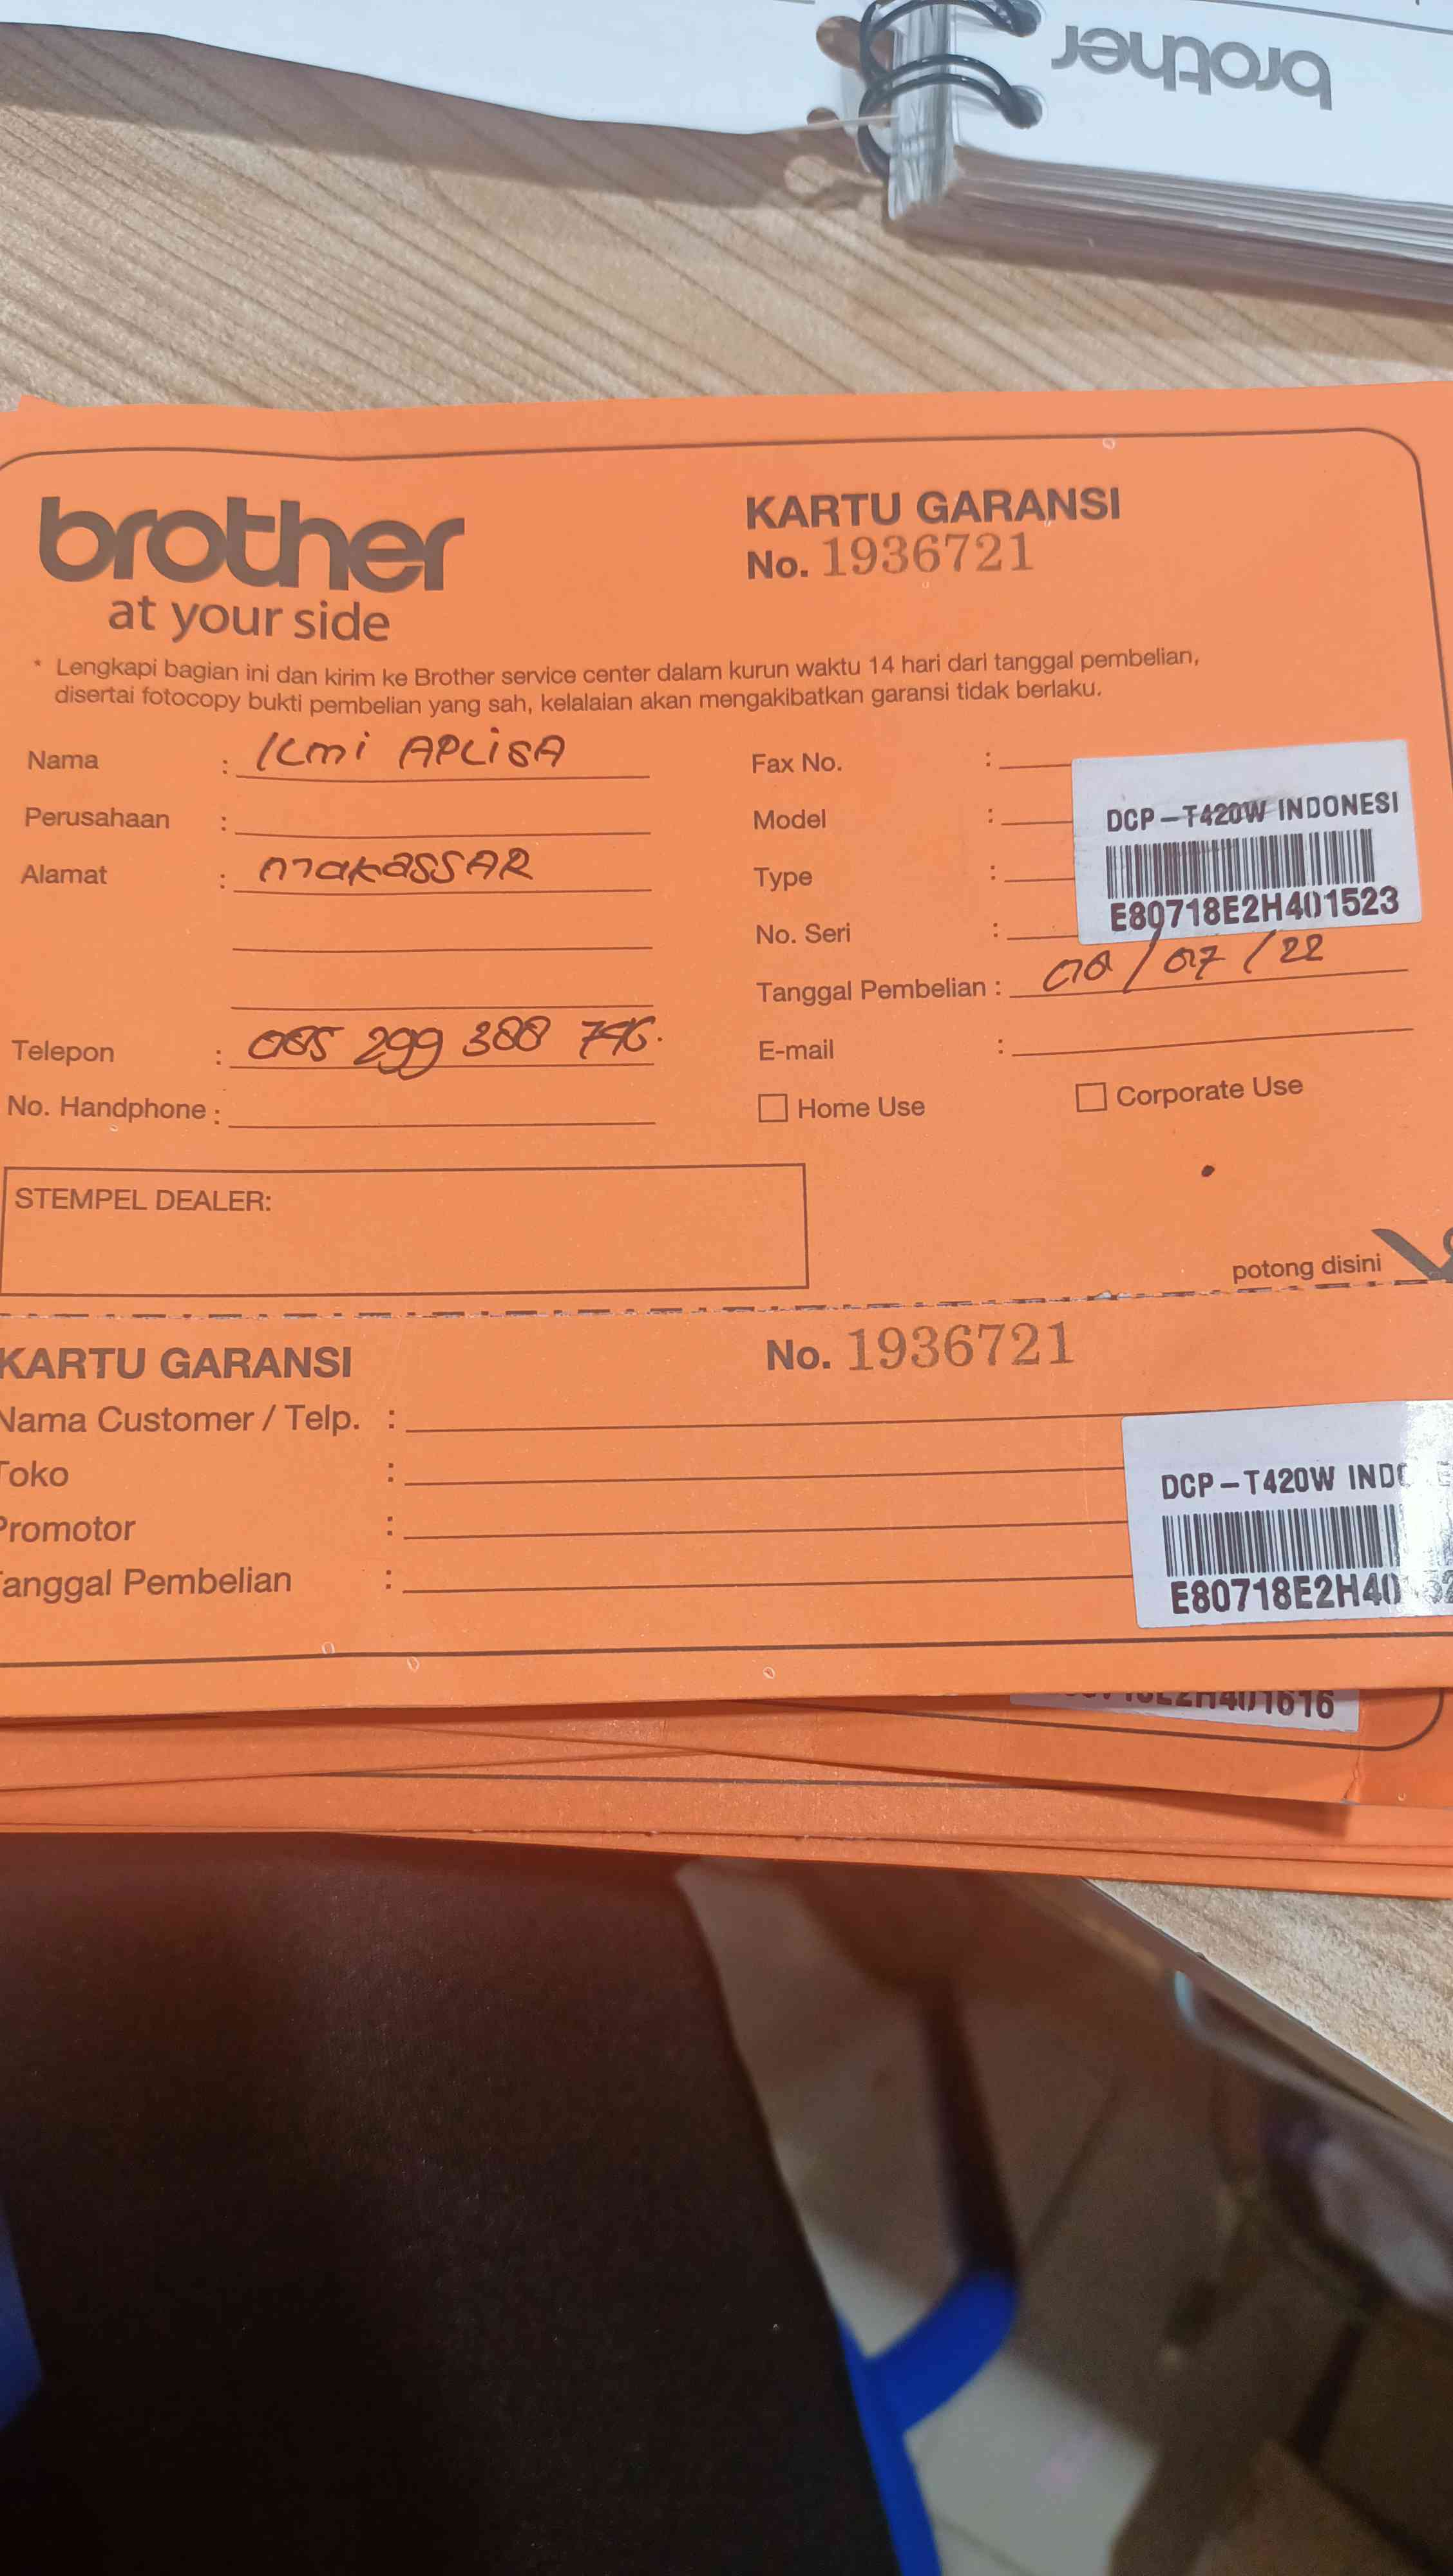 brother
brother
at your side
KARTU GARANSI
No. 1936721
* Lengkapi bagian ini dan kirim ke Brother service center dalam kurun waktu 14 hari dari tanggal pembelian,
disertai fotocopy bukti pembelian yang sah, kelalaian akan mengakibatkan garansi tidak berlaku.
Nama : ILMI APLISA
Perusahaan :
Alamat : MAKASSAR
Telepon : 085 299 388 746.
No. Handphone :
Fax No. :
Model :
Type :
No. Seri :
DCP-T420W INDONESI
E80718E2H401523
Tanggal Pembelian : 08/07/22
E-mail :
Home Use
Corporate Use
STEMPEL DEALER:
potong disini
KARTU GARANSI
No. 1936721
Nama Customer / Telp. :
Toko :
Promotor :
Tanggal Pembelian :
DCP-T420W IND
E80718E2H40
18E2H401616